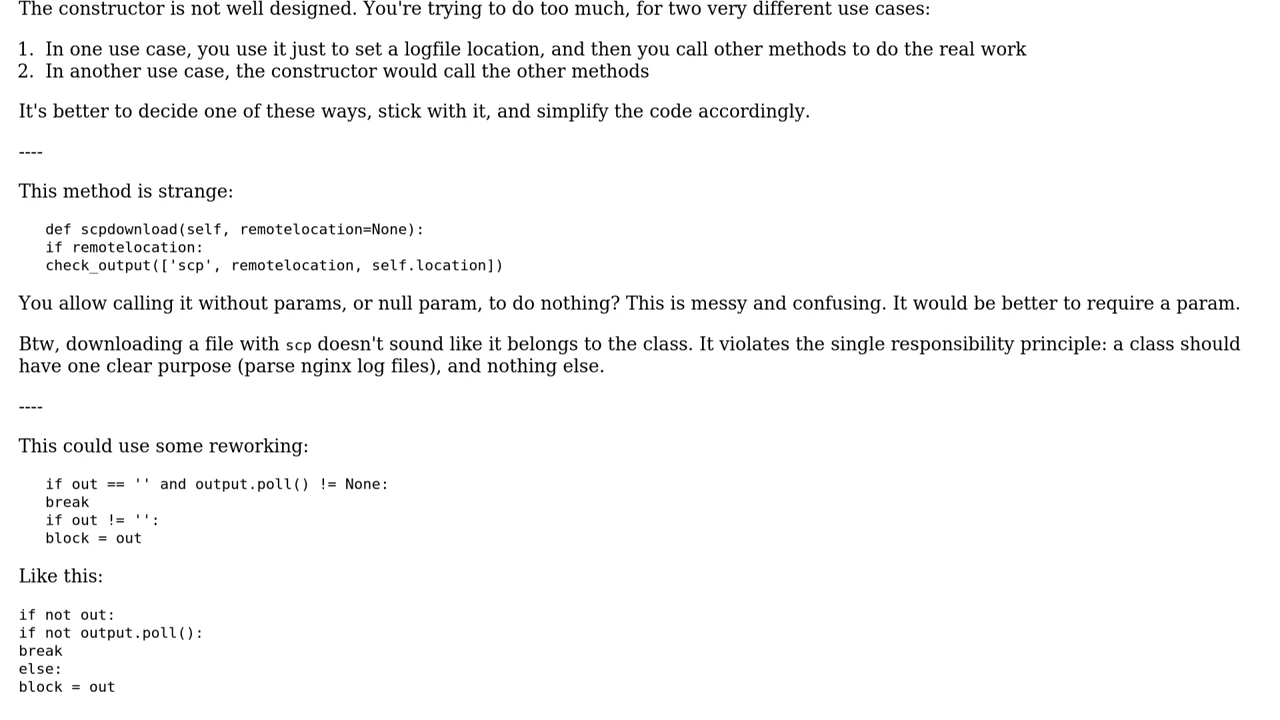 The constructor is not well designed. You're trying to do too much, for two very different use cases:
1. In one use case, you use it just to set a logfile location, and then you call other methods to do the real work
2. In another use case, the constructor would call the other methods
It's better to decide one of these ways, stick with it, and simplify the code accordingly.
----
This method is strange:
def scpdownload(self, remotelocation=None):
if remotelocation:
check_output(['scp', remotelocation, self.location])
You allow calling it without params, or null param, to do nothing? This is messy and confusing. It would be better to require a param.
Btw, downloading a file with scp doesn't sound like it belongs to the class. It violates the single responsibility principle: a class should
have one clear purpose (parse nginx log files), and nothing else.
----
This could use some reworking:
if out == '' and output.poll() != None:
break
if out != '':
block = out
Like this:
if not out:
if not output.poll():
break
else:
block = out